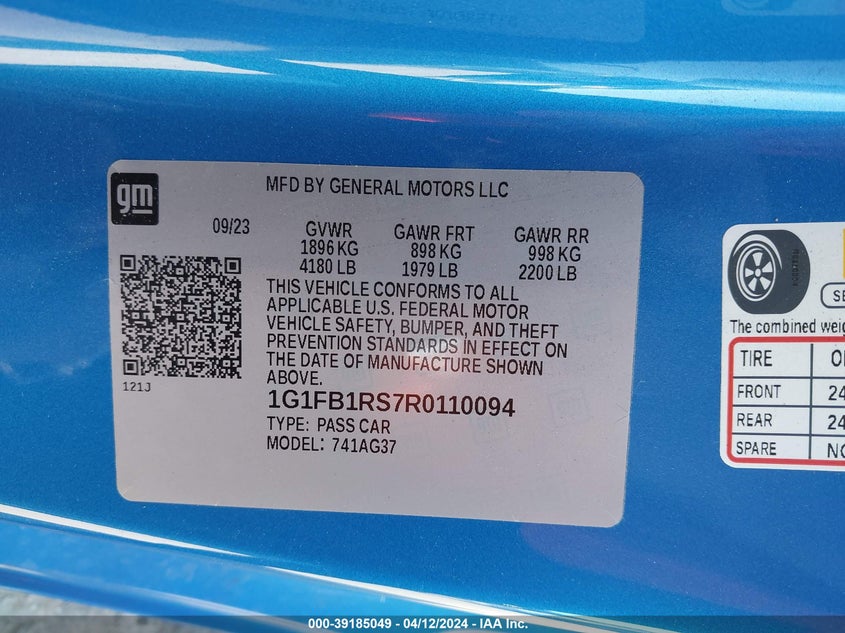 gm
MFD BY GENERAL MOTORS LLC
09/23 GVWR GAWR FRT GAWR RR
1896 KG 898 KG 998 KG
4180 LB 1979 LB 2200 LB
THIS VEHICLE CONFORMS TO ALL
APPLICABLE U.S. FEDERAL MOTOR
VEHICLE SAFETY, BUMPER, AND THEFT
PREVENTION STANDARDS IN EFFECT ON
THE DATE OF MANUFACTURE SHOWN
ABOVE.
121J
1G1FB1RS7R0110094
TYPE: PASS CAR
MODEL: 741AG37
The combined
TIRE
FRONT 24
REAR 24
SPARE
000-39185049 - 04/12/2024 - IAA Inc.